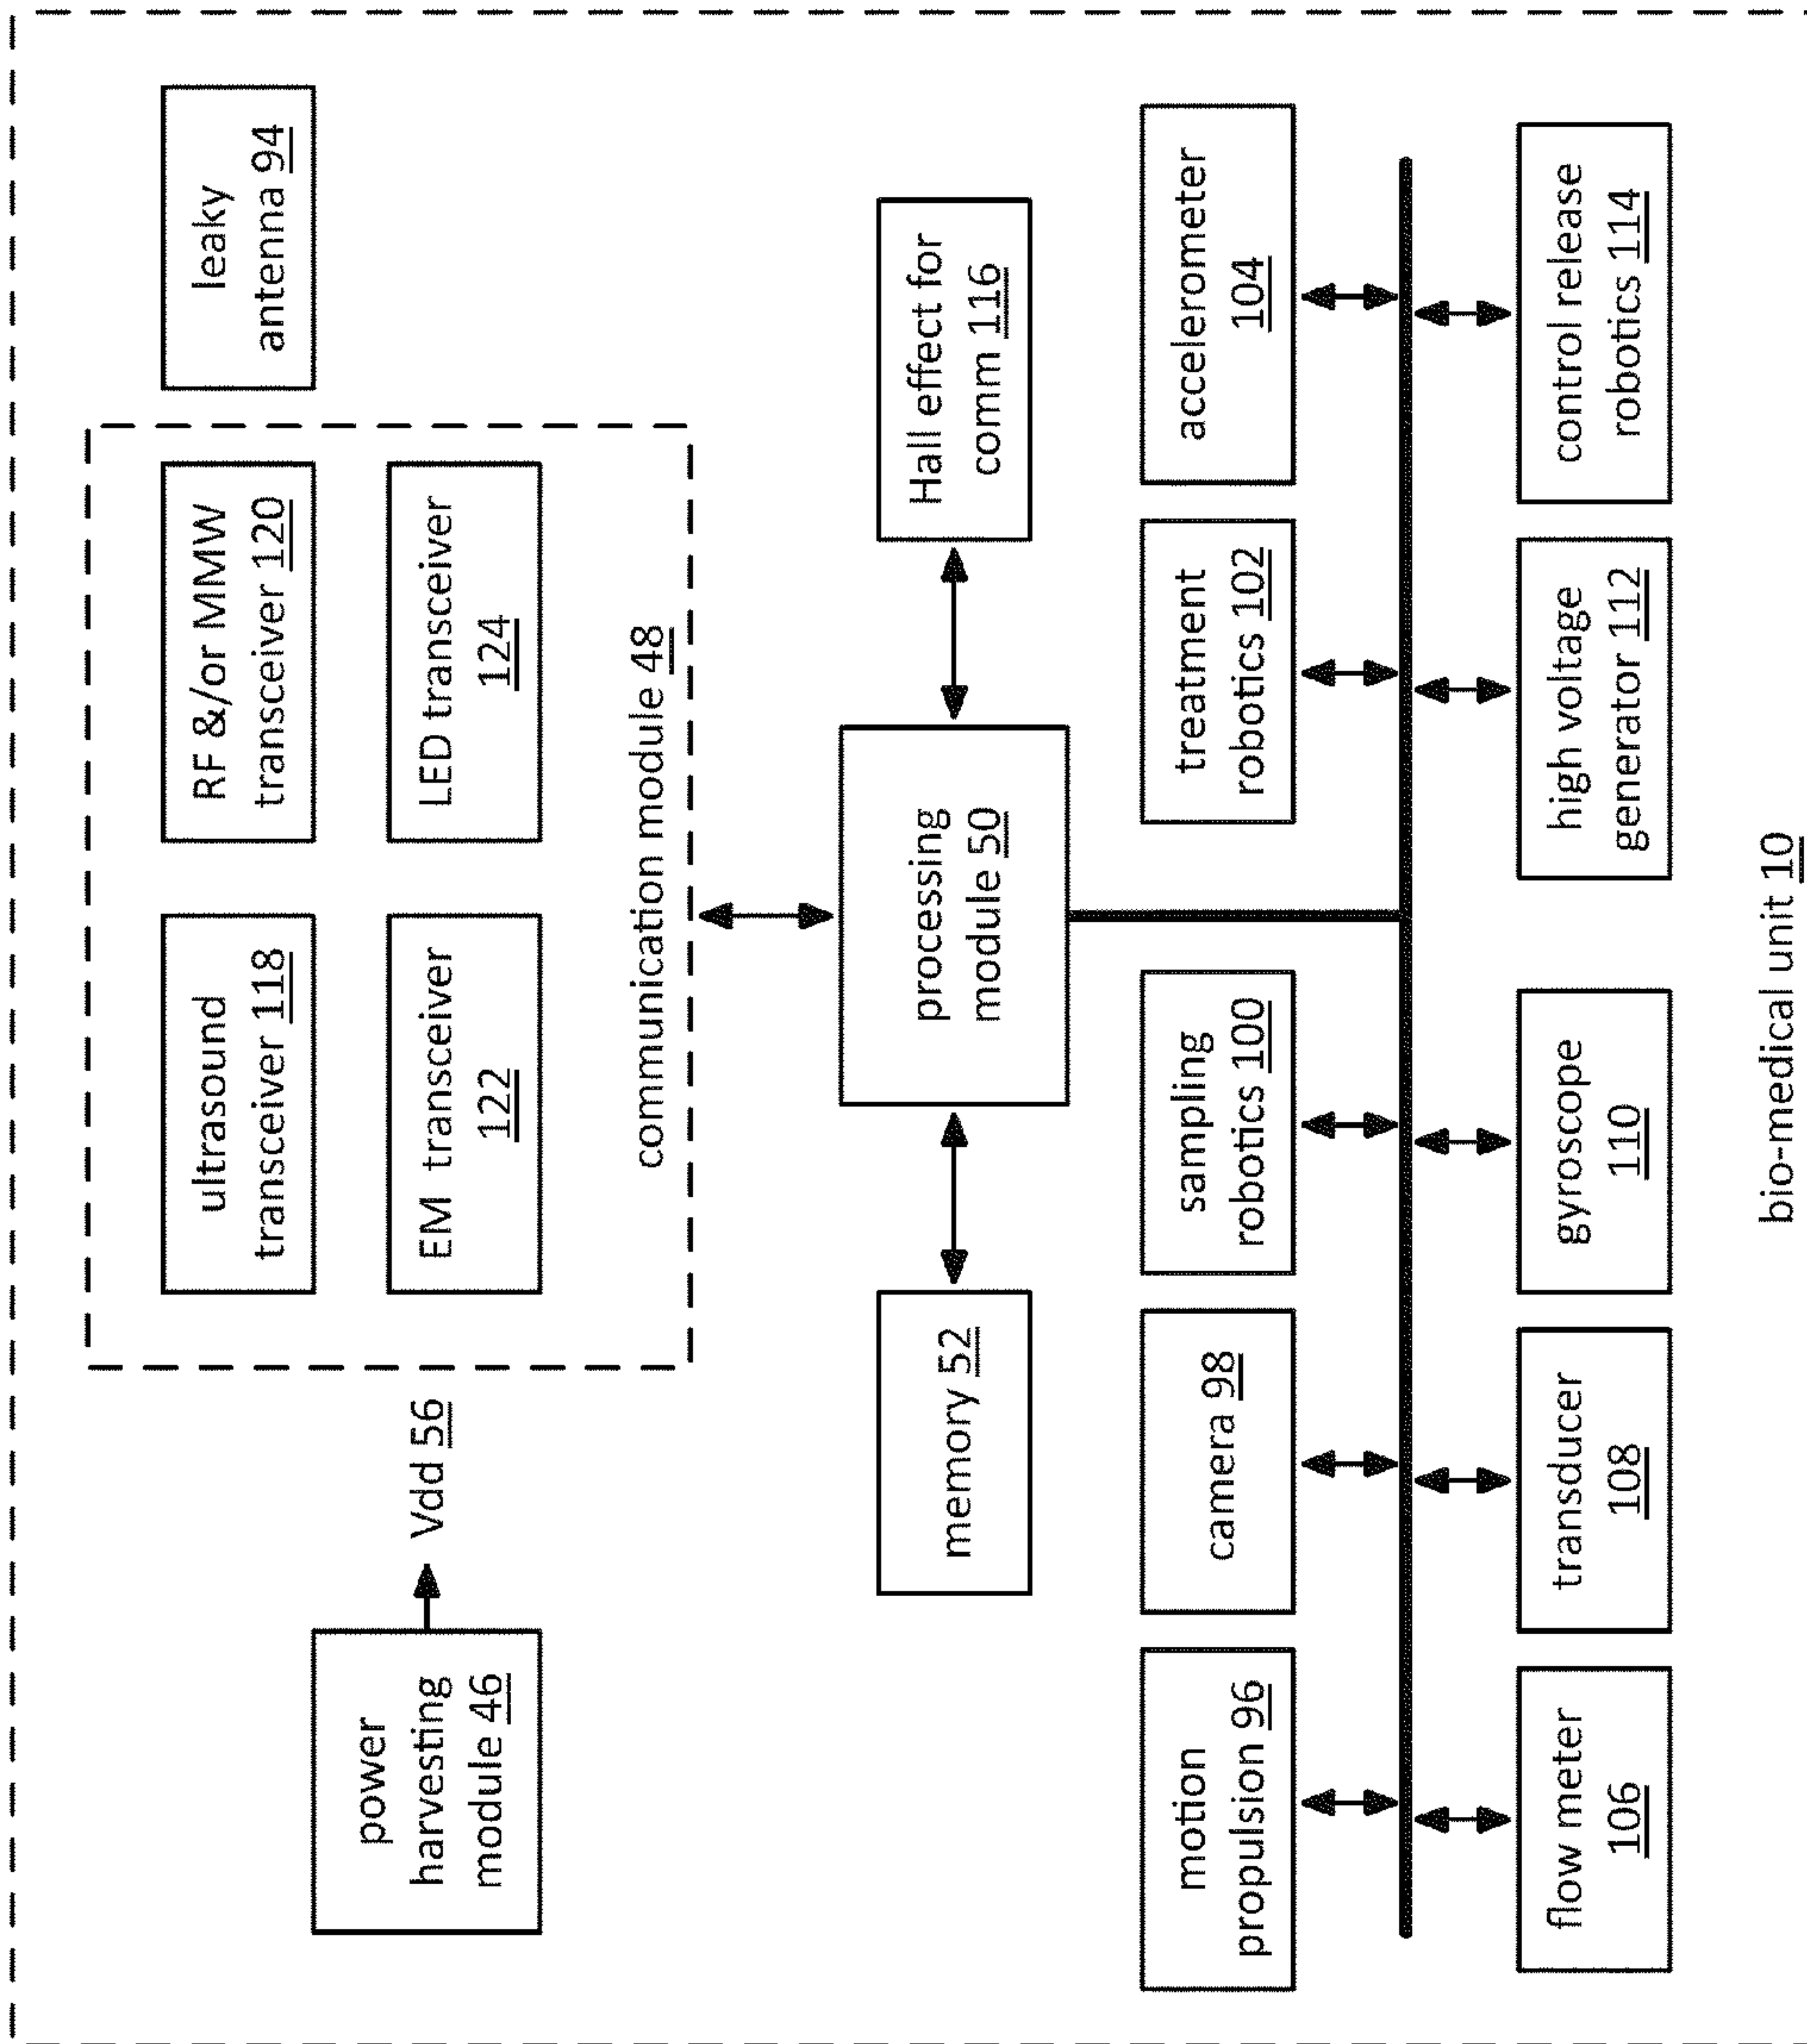 leaky
antenna 94
ultrasound
transceiver 118
RF &/or MMW
transceiver 120
EM transceiver
122
LED transceiver
124
communication module 48
power
harvesting
module 46
Vdd 56
memory 52
processing
module 50
Hall effect for
comm 116
motion
propulsion 96
camera 98
sampling
robotics 100
treatment
robotics 102
accelerometer
104
flow meter
106
transducer
108
gyroscope
110
high voltage
generator 112
control release
robotics 114
bio-medical unit 10